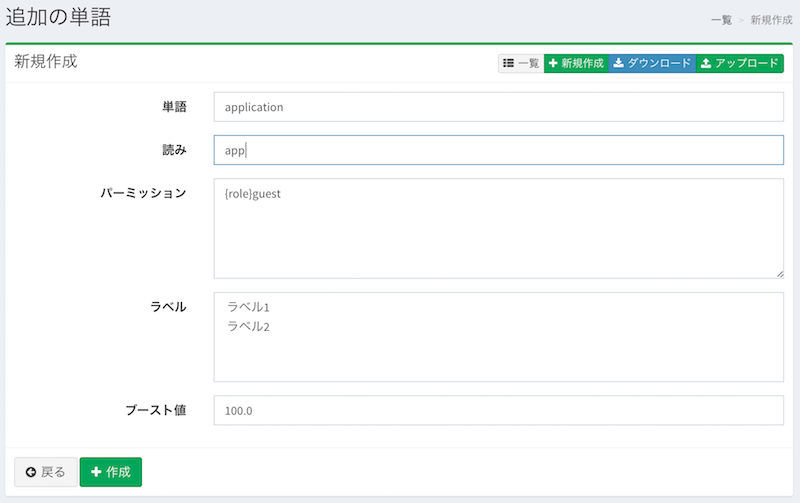 追加の単語
一覧 > 新規作成
新規作成
一覧 新規作成 ダウンロード アップロード
単語 application
読み app
パーミッション {role}guest
ラベル ラベル1
ラベル2
ブースト値 100.0
戻る 作成